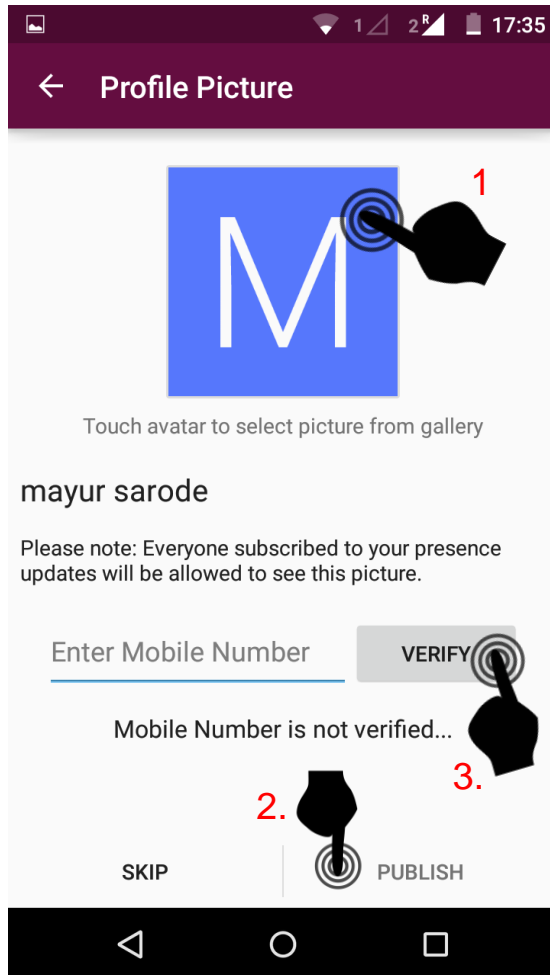 1 2 R 17:35
Profile Picture
1
M
Touch avatar to select picture from gallery
mayur sarode
Please note: Everyone subscribed to your presence
updates will be allowed to see this picture.
Enter Mobile Number VERIFY
Mobile Number is not verified...
3.
2.
SKIP PUBLISH